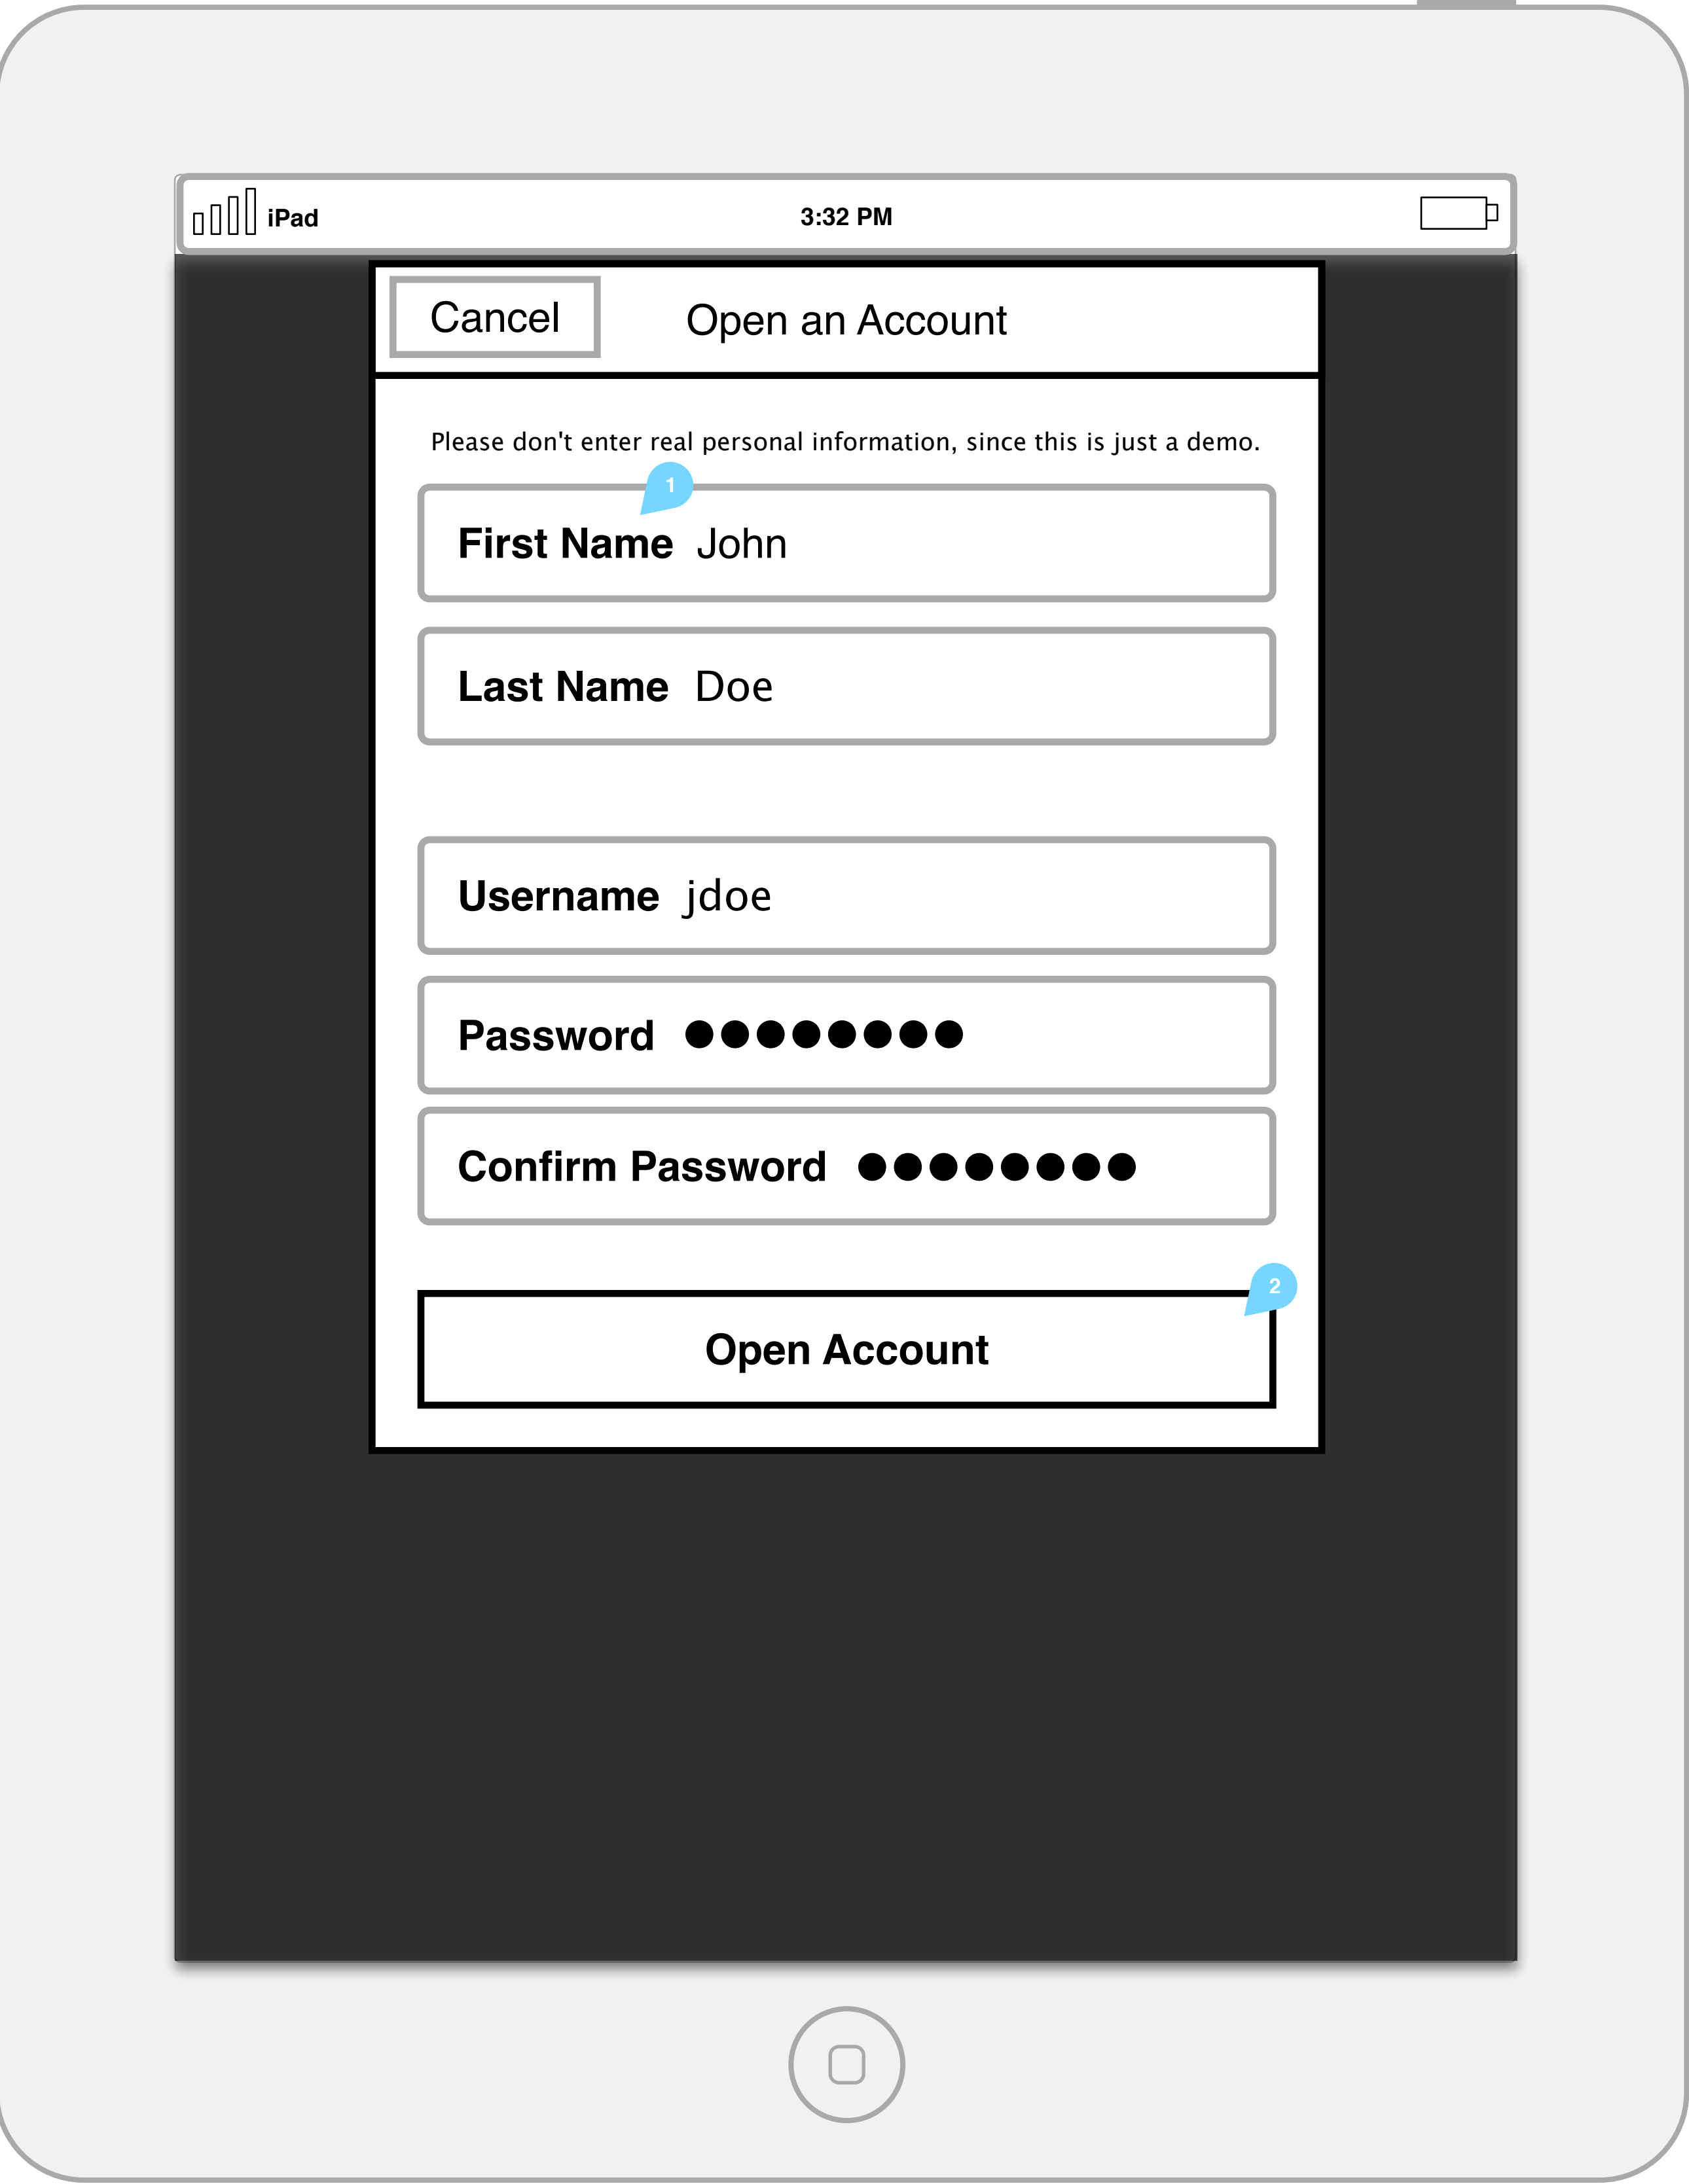 iPad
3:32 PM
Cancel
Open an Account
Please don't enter real personal information, since this is just a demo.
1
First Name John
Last Name Doe
Username jdoe
Password ●●●●●●●●
Confirm Password ●●●●●●●●
2
Open Account